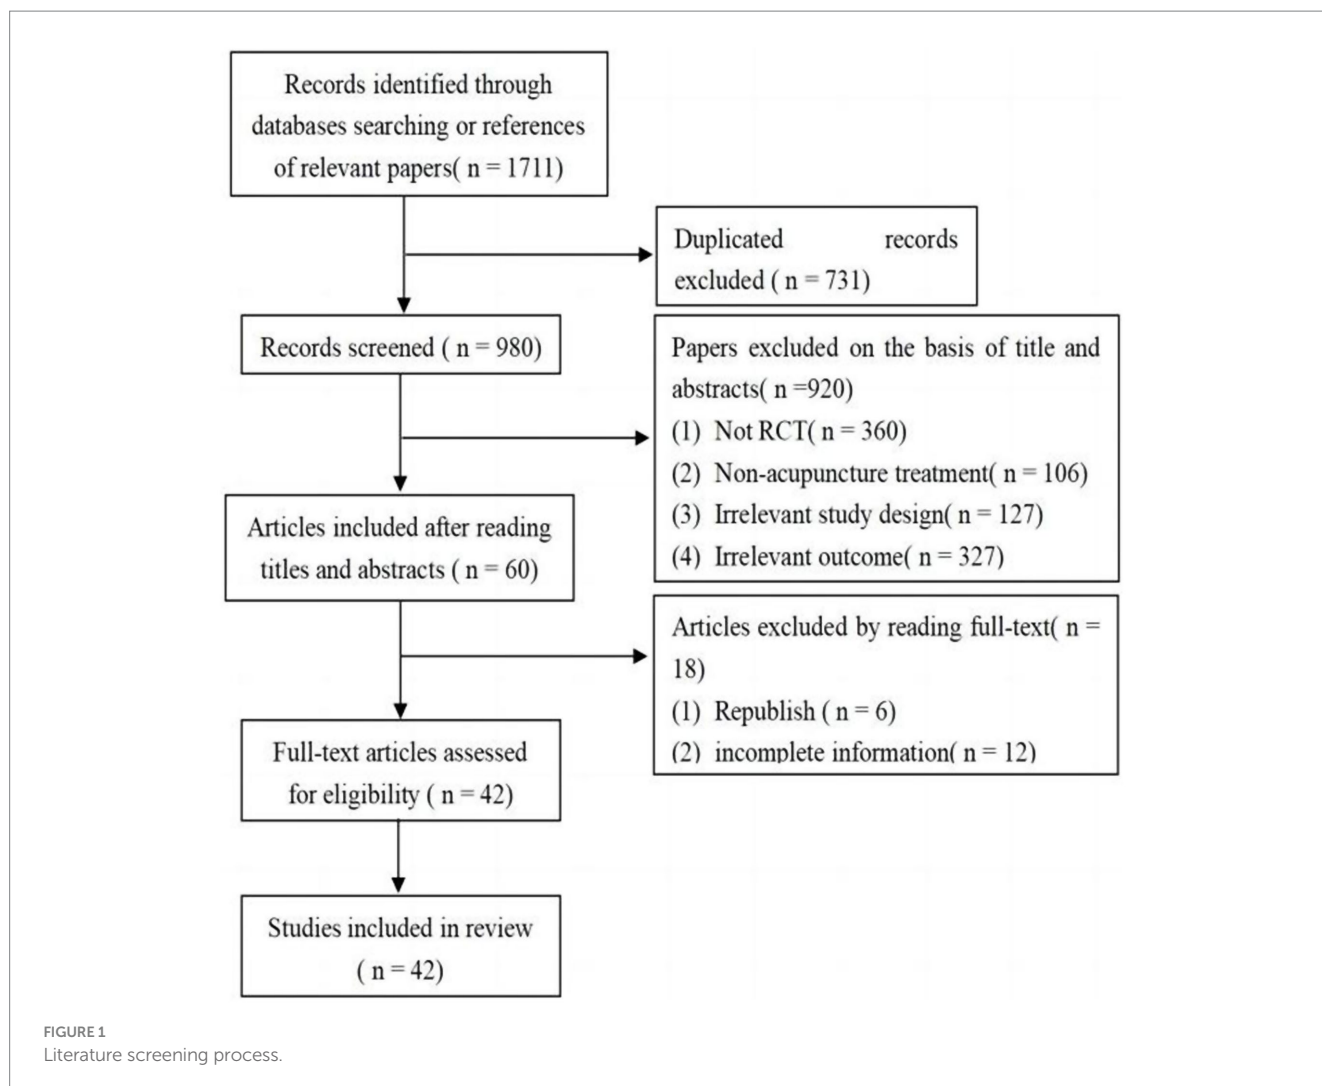 Records identified through
databases searching or references
of relevant papers( n = 1711)
Duplicated records
excluded ( n = 731)
Records screened ( n = 980)
Papers excluded on the basis of title and
abstracts( n =920)
(1) Not RCT( n = 360)
(2) Non-acupuncture treatment( n = 106)
(3) Irrelevant study design( n = 127)
(4) Irrelevant outcome( n = 327)
Articles included after reading
titles and abstracts ( n = 60)
Articles excluded by reading full-text( n =
18)
(1) Republish ( n = 6)
(2) incomplete information( n = 12)
Full-text articles assessed
for eligibility ( n = 42)
Studies included in review
( n = 42)
FIGURE 1
Literature screening process.